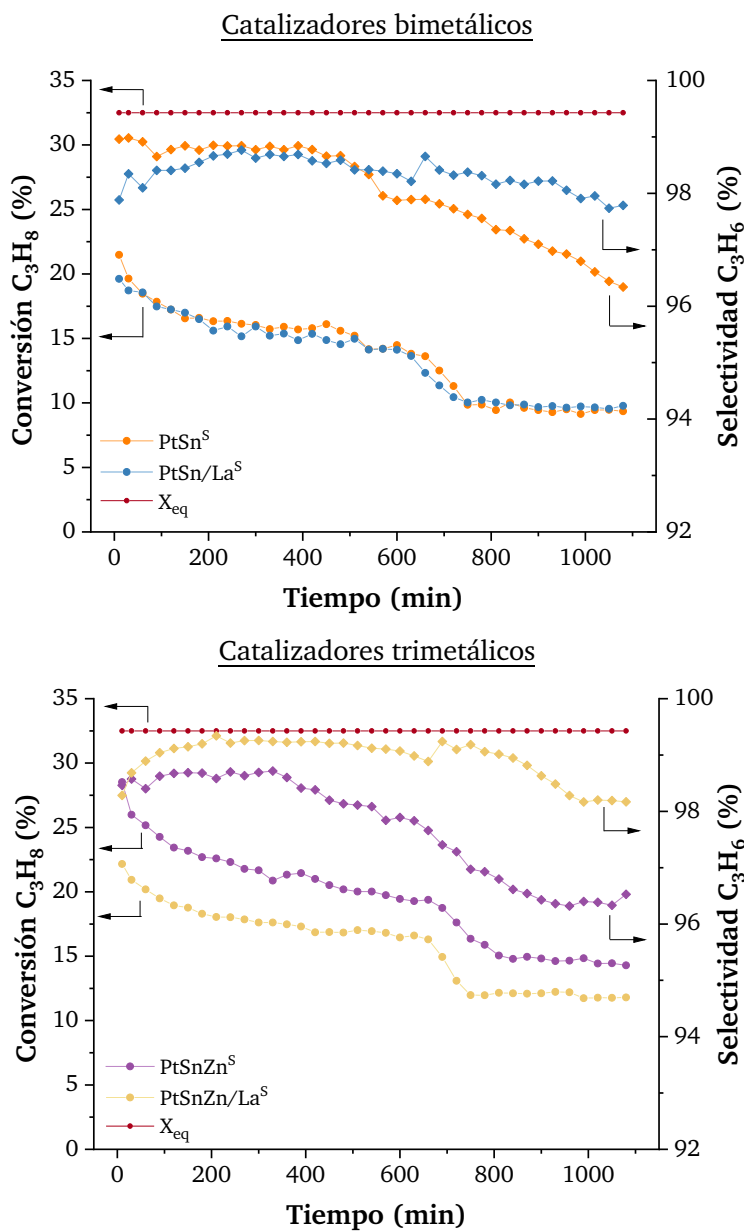 Catalizadores bimetálicos
35
30
25
20
15
10
5
0
Conversión C₃H₈ (%)
100
98
96
94
92
Selectividad C₃H₆ (%)
PtSnˢ
PtSn/Laˢ
Xeq
0 200 400 600 800 1000
Tiempo (min)
Catalizadores trimetálicos
35
30
25
20
15
10
5
0
Conversión C₃H₈ (%)
100
98
96
94
92
Selectividad C₃H₆ (%)
PtSnZnˢ
PtSnZn/Laˢ
Xeq
0 200 400 600 800 1000
Tiempo (min)